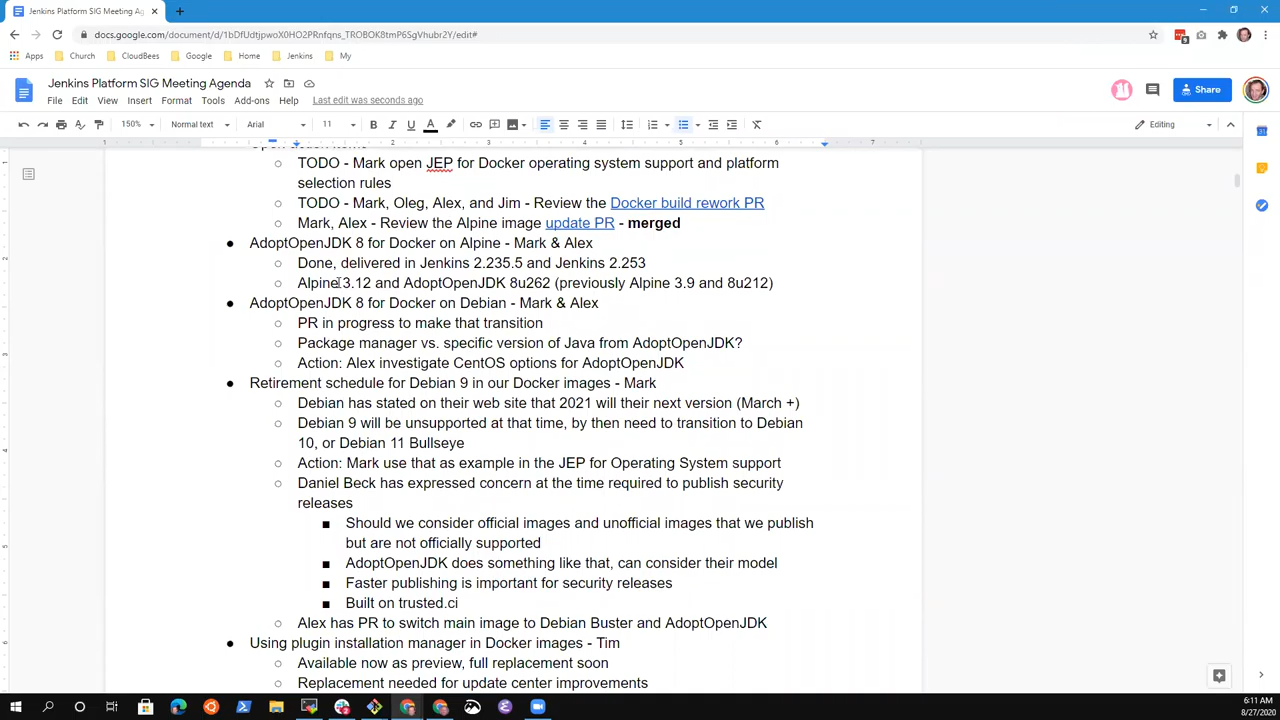 Jenkins Platform SIG Meeting Ag
docs.google.com/document/d/1bDfUdtjpwoX0HO2PRnfqns_TROBOK8tmP6SgVhubr2Y/edit#
Apps Church CloudBees Google Home Jenkins My
Jenkins Platform SIG Meeting Agenda
File Edit View Insert Format Tools Add-ons Help Last edit was seconds ago
Share
150% Normal text Arial 11 Editing
1 2 3 4 5 6 7
TODO - Mark open JEP for Docker operating system support and platform
selection rules
TODO - Mark, Oleg, Alex, and Jim - Review the Docker build rework PR
Mark, Alex - Review the Alpine image update PR - merged
AdoptOpenJDK 8 for Docker on Alpine - Mark & Alex
Done, delivered in Jenkins 2.235.5 and Jenkins 2.253
Alpine 3.12 and AdoptOpenJDK 8u262 (previously Alpine 3.9 and 8u212)
AdoptOpenJDK 8 for Docker on Debian - Mark & Alex
PR in progress to make that transition
Package manager vs. specific version of Java from AdoptOpenJDK?
Action: Alex investigate CentOS options for AdoptOpenJDK
Retirement schedule for Debian 9 in our Docker images - Mark
Debian has stated on their web site that 2021 will their next version (March +)
Debian 9 will be unsupported at that time, by then need to transition to Debian
10, or Debian 11 Bullseye
Action: Mark use that as example in the JEP for Operating System support
Daniel Beck has expressed concern at the time required to publish security
releases
Should we consider official images and unofficial images that we publish
but are not officially supported
AdoptOpenJDK does something like that, can consider their model
Faster publishing is important for security releases
Built on trusted.ci
Alex has PR to switch main image to Debian Buster and AdoptOpenJDK
Using plugin installation manager in Docker images - Tim
Available now as preview, full replacement soon
Replacement needed for update center improvements
6:11 AM
8/27/2020